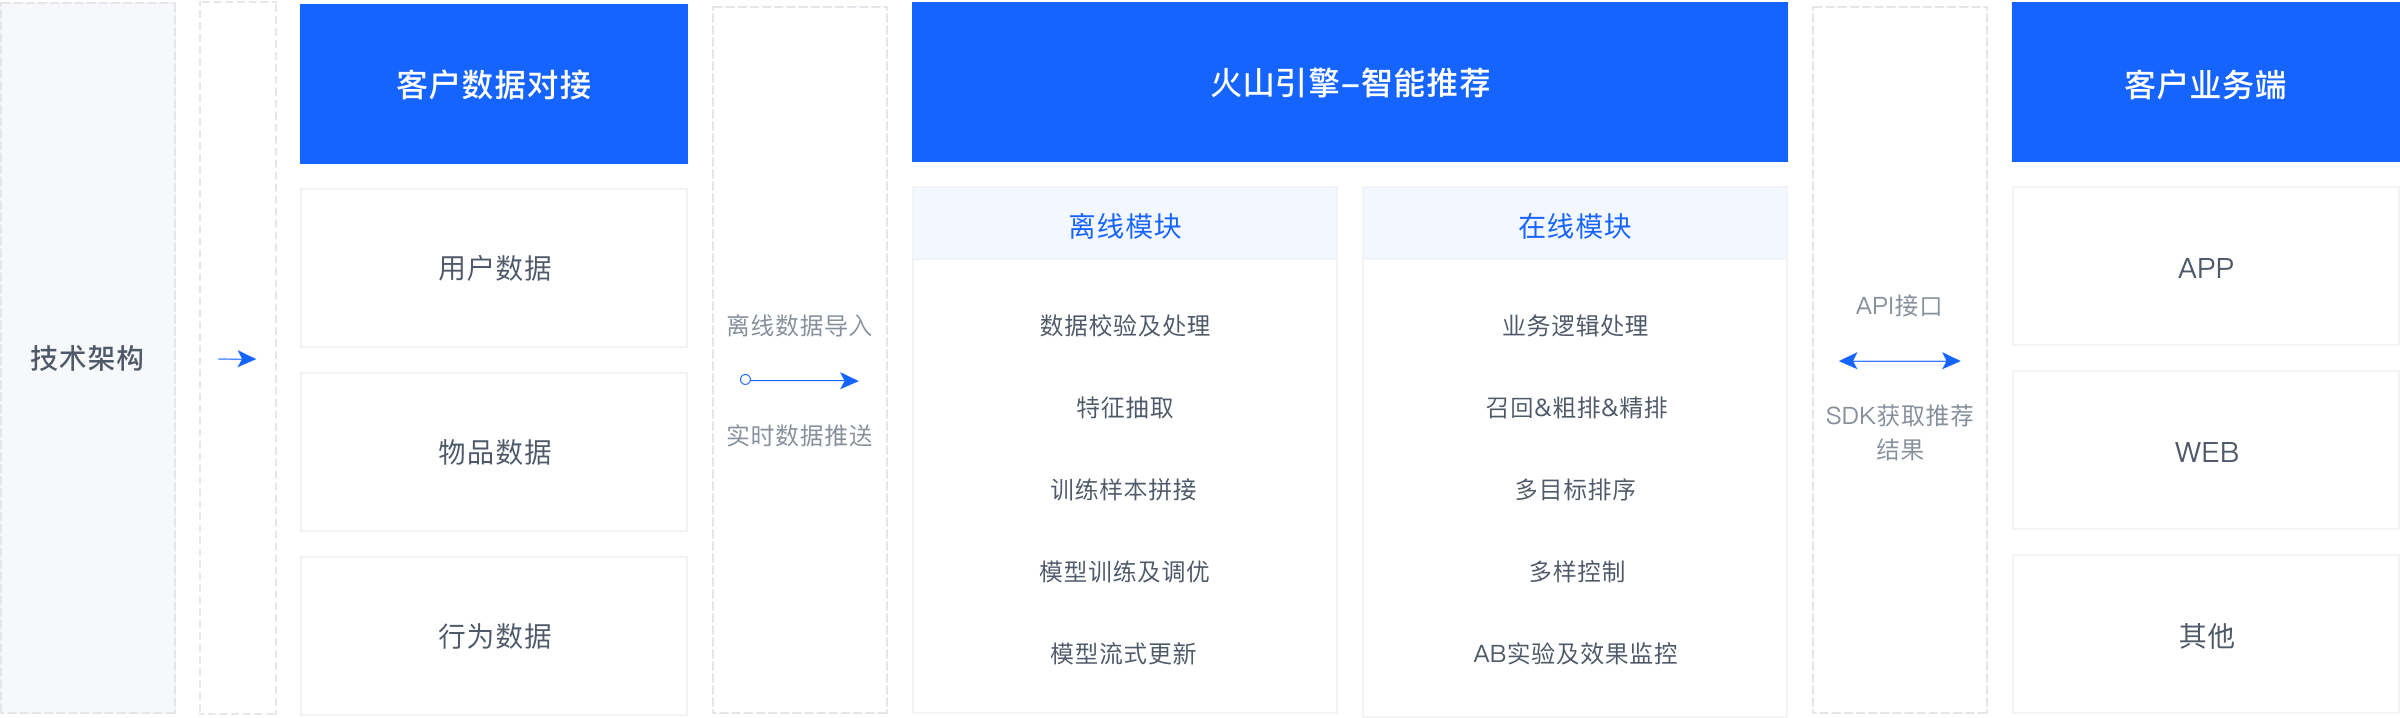 技术架构
客户数据对接
用户数据
物品数据
行为数据
离线数据导入
实时数据推送
火山引擎–智能推荐
离线模块
数据校验及处理
特征抽取
训练样本拼接
模型训练及调优
模型流式更新
在线模块
业务逻辑处理
召回&粗排&精排
多目标排序
多样控制
AB实验及效果监控
API接口
SDK获取推荐
结果
客户业务端
APP
WEB
其他